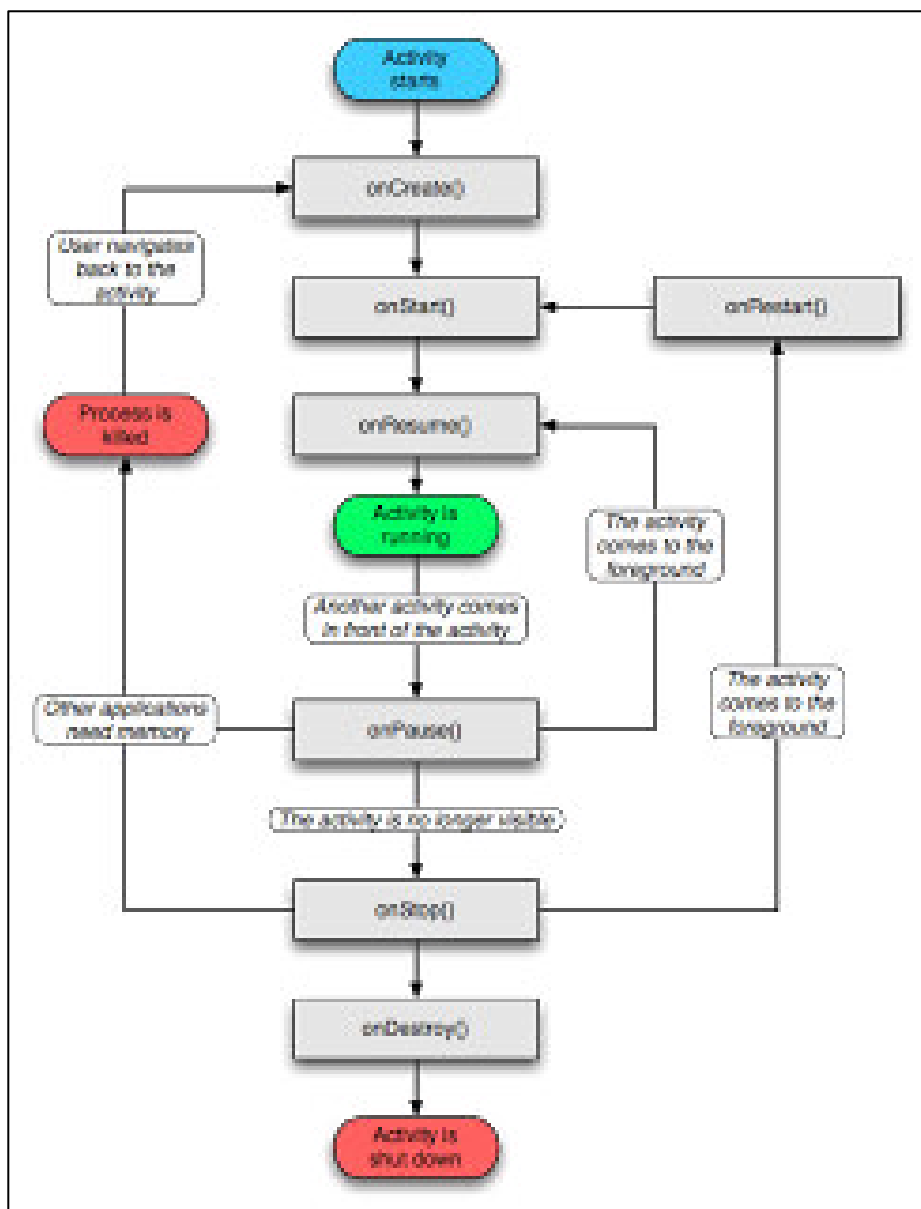 Activity
starts
onCreate()
User navigates
back to the
activity
onStart()
onRestart()
onResume()
Process is
killed
Activity is
running
The activity
comes to the
foreground
Another activity comes
in front of the activity
The activity
comes to the
foreground
Other applications
need memory
onPause()
The activity is no longer visible
onStop()
onDestroy()
Activity is
shut down